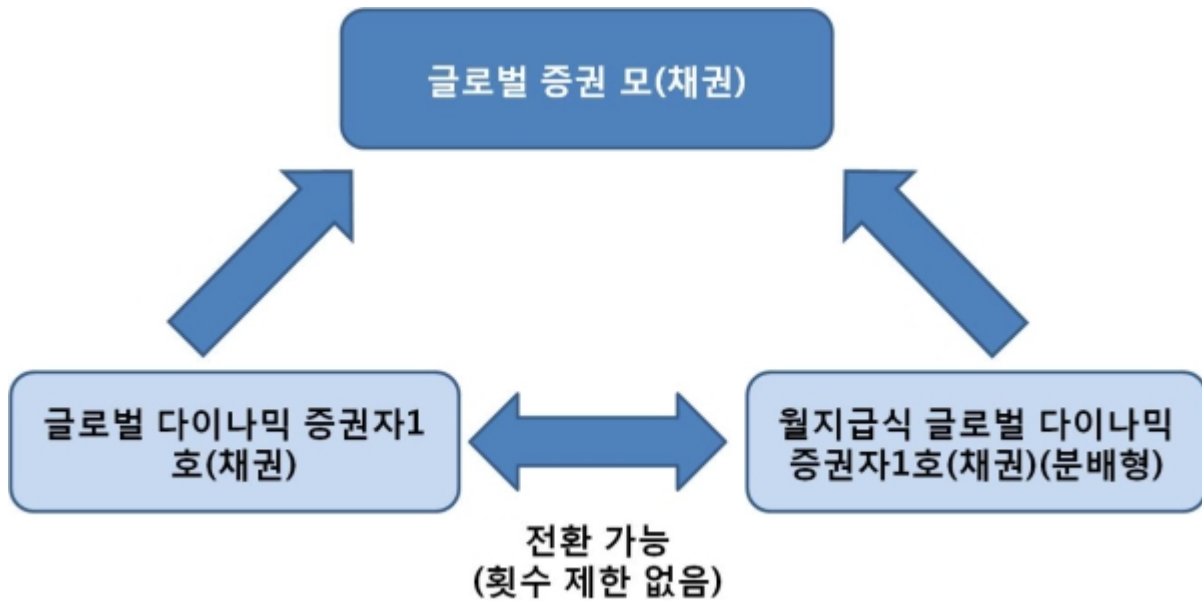 글로벌 증권 모(채권)
글로벌 다이나믹 증권자1
호(채권)
월지급식 글로벌 다이나믹
증권자1호(채권)(분배형)
전환 가능
(횟수 제한 없음)